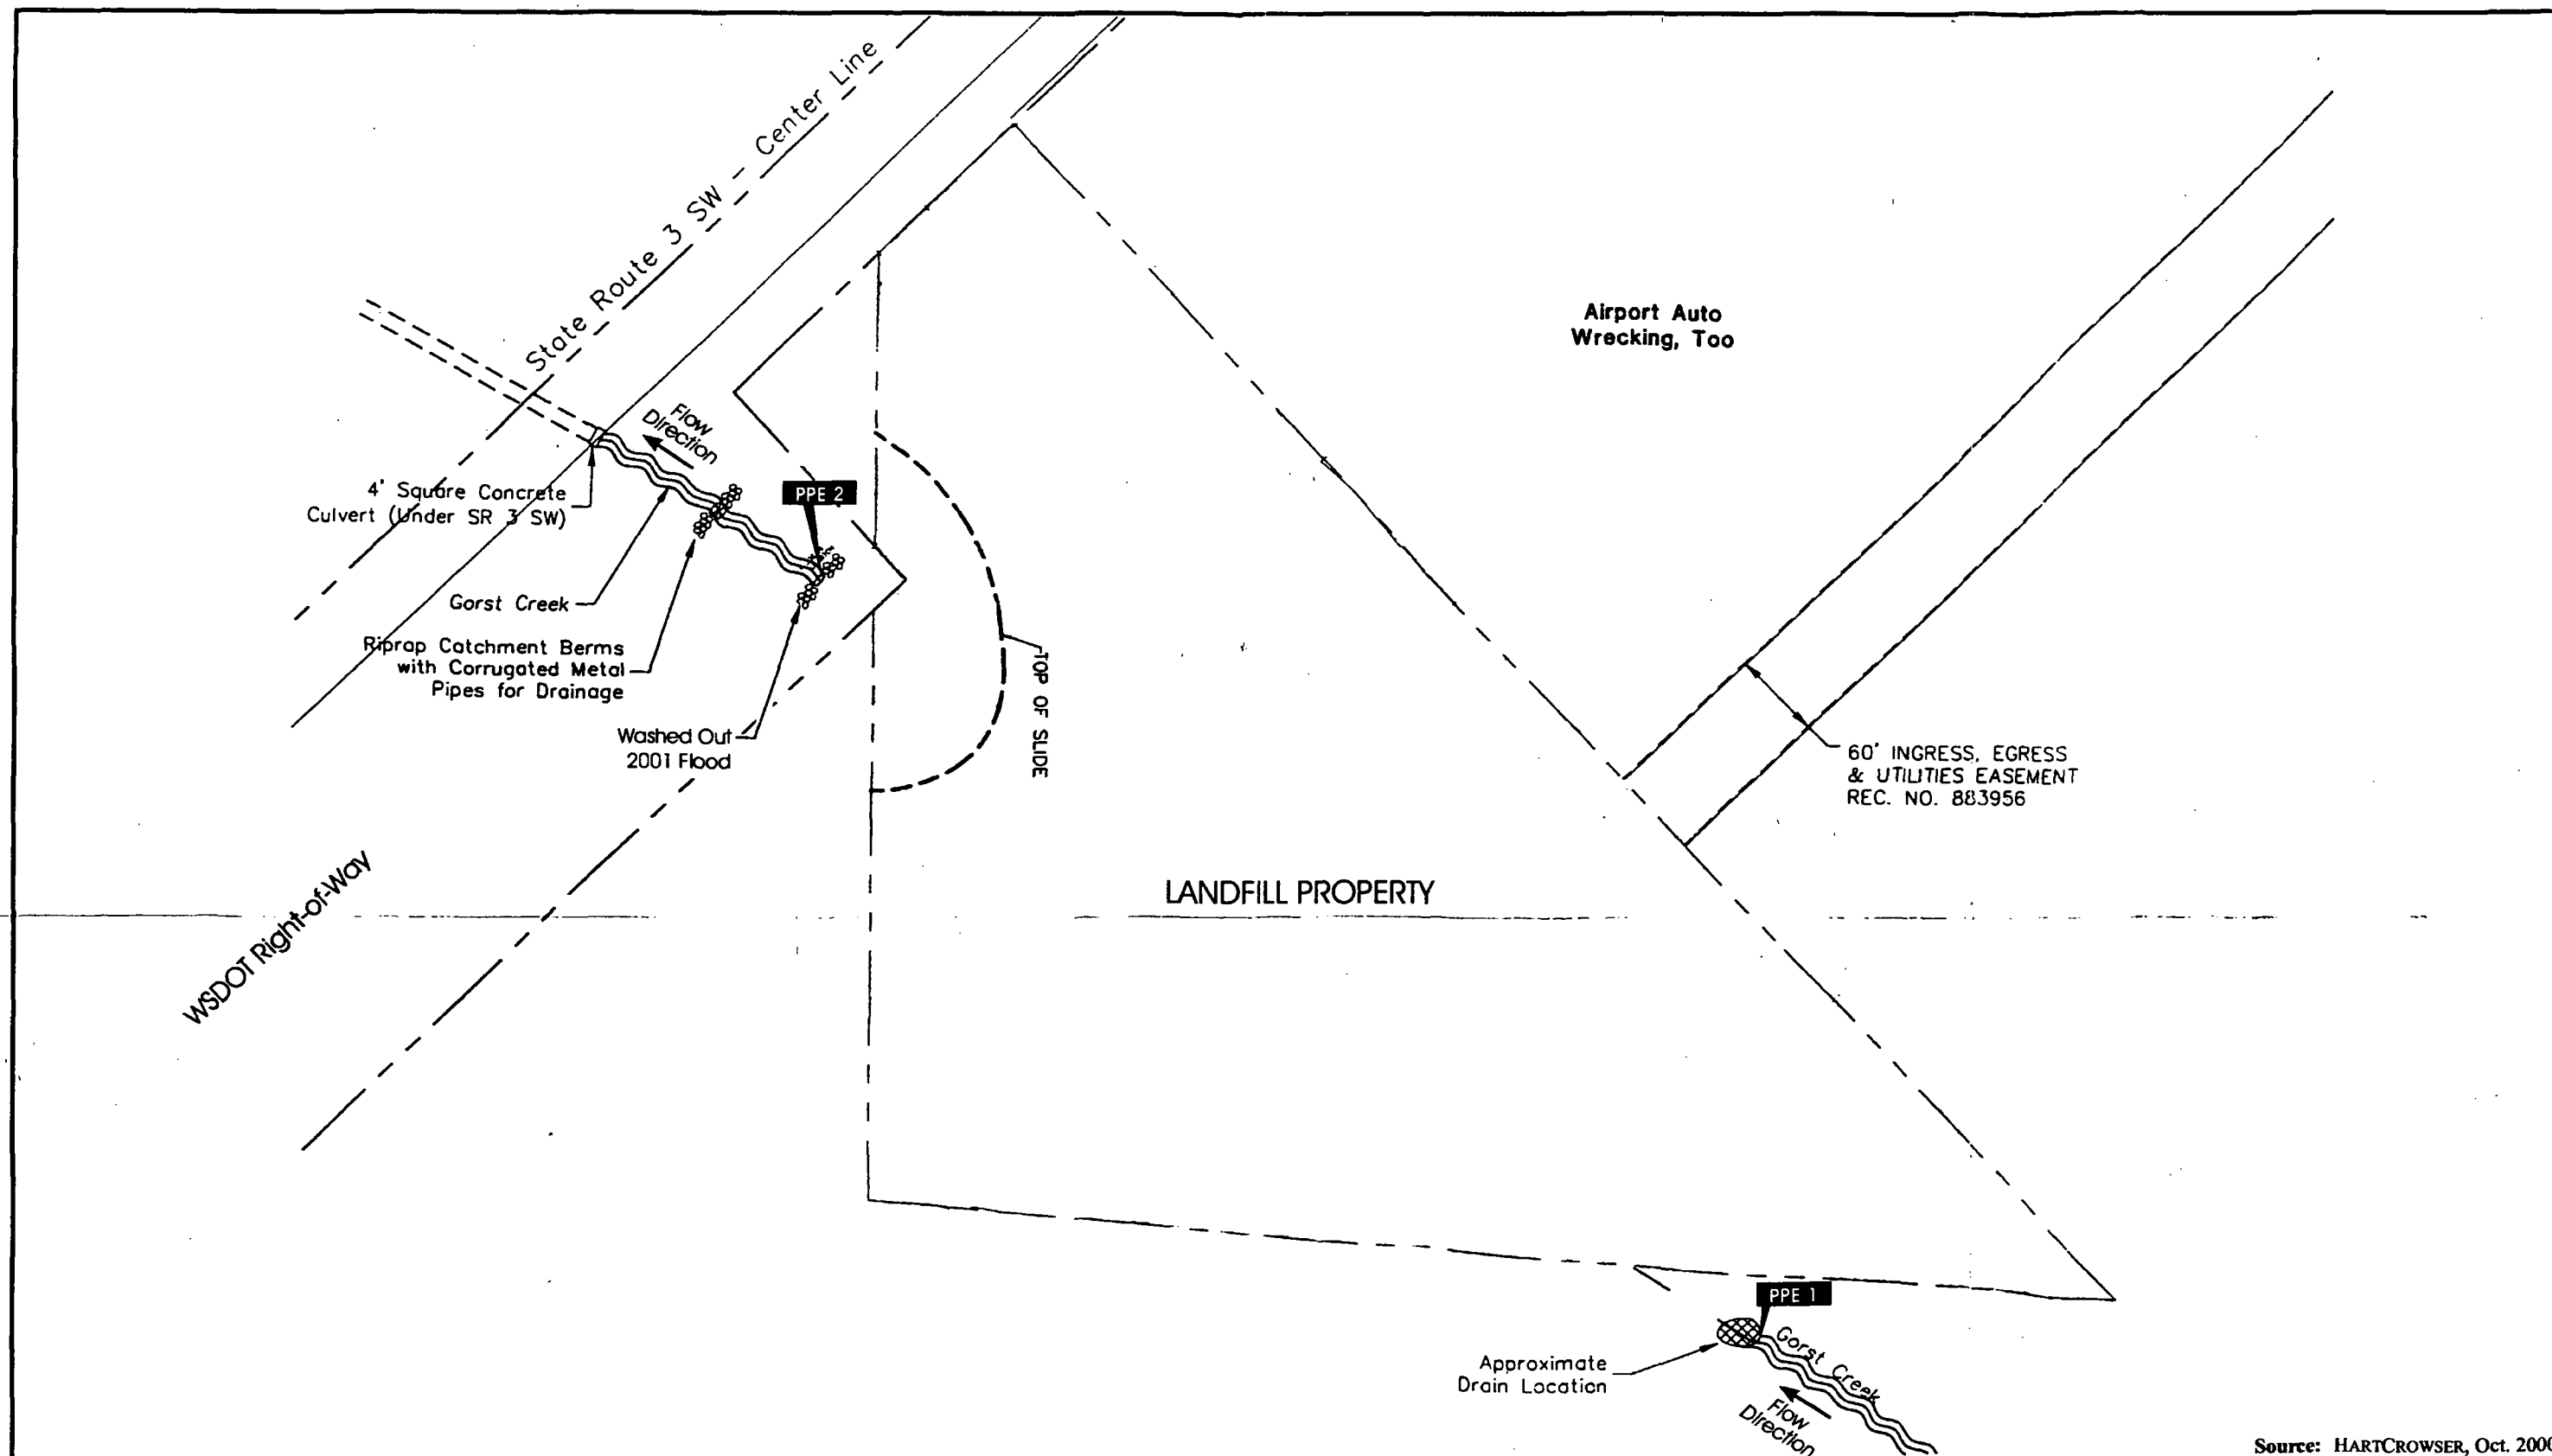 State Route 3 SW - Center Line
Airport Auto
Wrecking, Too
Flow
Direction
4' Square Concrete
Culvert (Under SR 3 SW)
PPE 2
Gorst Creek
Riprap Catchment Berms
with Corrugated Metal
Pipes for Drainage
Washed Out
2001 Flood
TOP OF SLIDE
60' INGRESS, EGRESS
& UTILITIES EASEMENT
REC. NO. 883956
LANDFILL PROPERTY
WSDOT Right-of-Way
PPE 1
Gorst Creek
Approximate
Drain Location
Flow
Direction
Source: HARTCROWSER, Oct. 2000